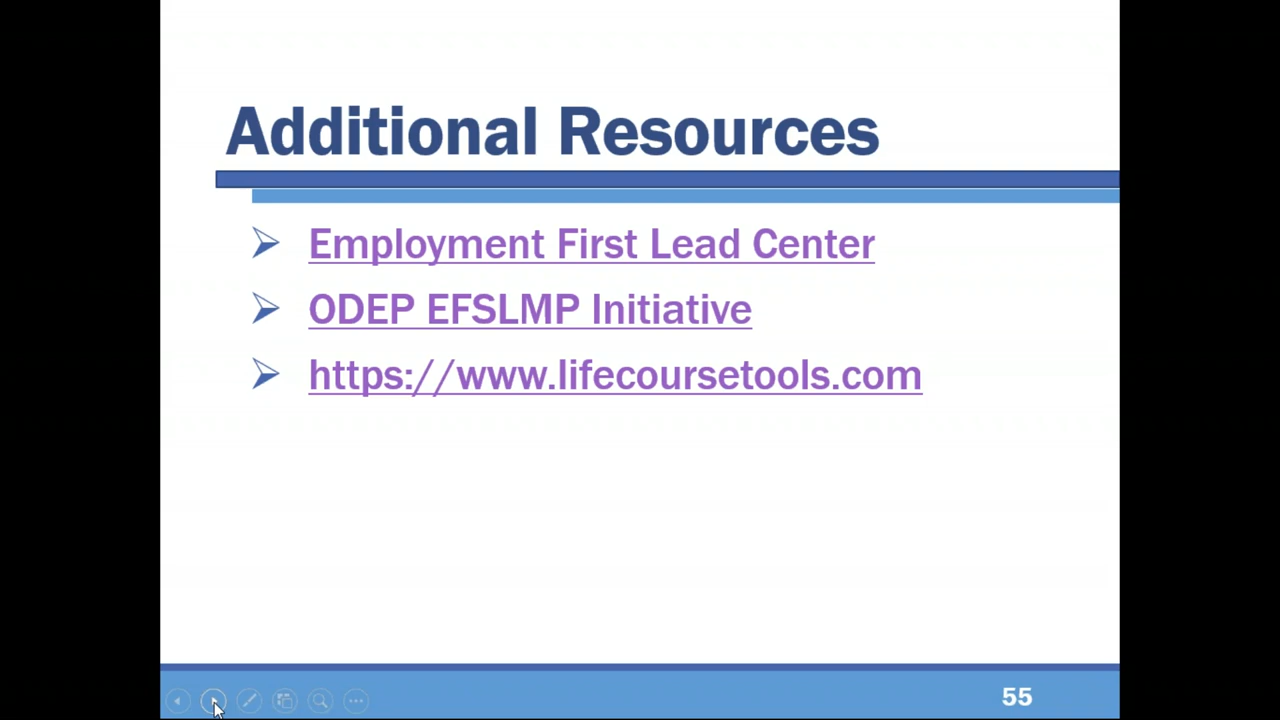 Additional Resources
Employment First Lead Center
ODEP EFSLMP Initiative
https://www.lifecoursetools.com
55